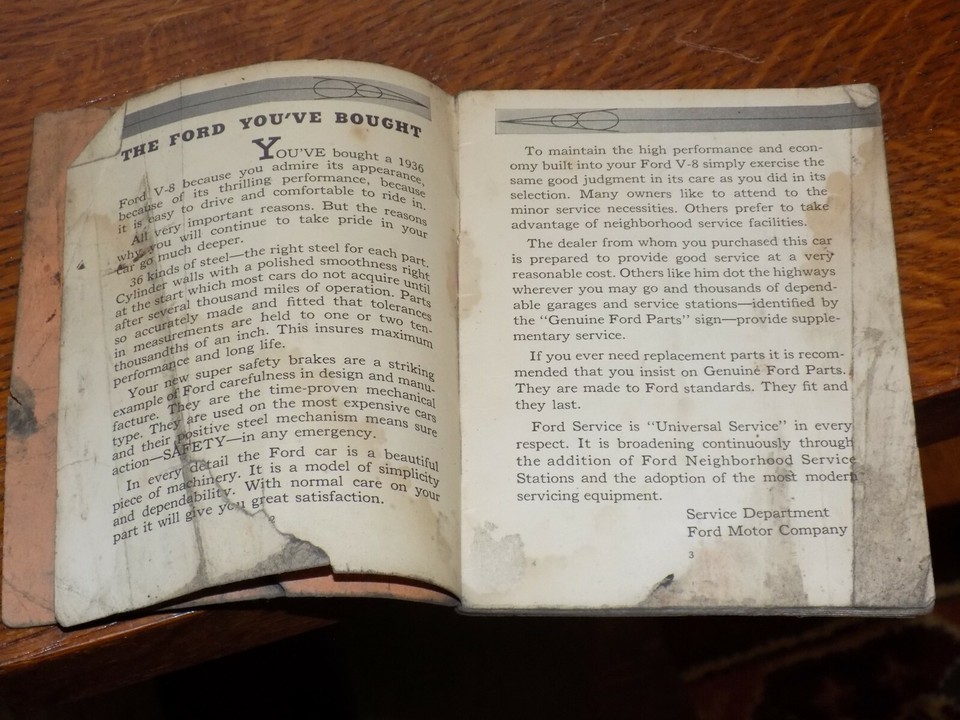 THE FORD YOU'VE BOUGHT
YOU'VE bought a 1936
Ford V-8 because you admire its appearance,
because of its thrilling performance, because
it is easy to drive and comfortable to ride in.
All very important reasons. But the reasons
why you will continue to take pride in your
car go much deeper.
36 kinds of steel—the right steel for each part.
Cylinder walls with a polished smoothness right
at the start which most cars do not acquire until
after several thousand miles of operation. Parts
so accurately made and fitted that tolerances
in measurements are held to one or two ten-
thousandths of an inch. This insures maximum
performance and long life.
Your new super safety brakes are a striking
example of Ford carefulness in design and manu-
facture. They are the time-proven mechanical
type. They are used on the most expensive cars
and their positive steel mechanism means sure
action—SAFETY—in any emergency.
In every detail the Ford car is a beautiful
piece of machinery. It is a model of simplicity
and dependability. With normal care on your
part it will give you great satisfaction.
2
To maintain the high performance and econ-
omy built into your Ford V-8 simply exercise the
same good judgment in its care as you did in its
selection. Many owners like to attend to the
minor service necessities. Others prefer to take
advantage of neighborhood service facilities.
The dealer from whom you purchased this car
is prepared to provide good service at a very
reasonable cost. Others like him dot the highways
wherever you may go and thousands of depend-
able garages and service stations—identified by
the "Genuine Ford Parts" sign—provide supple-
mentary service.
If you ever need replacement parts it is recom-
mended that you insist on Genuine Ford Parts.
They are made to Ford standards. They fit and
they last.
Ford Service is "Universal Service" in every
respect. It is broadening continuously through
the addition of Ford Neighborhood Service
Stations and the adoption of the most modern
servicing equipment.
Service Department
Ford Motor Company
3